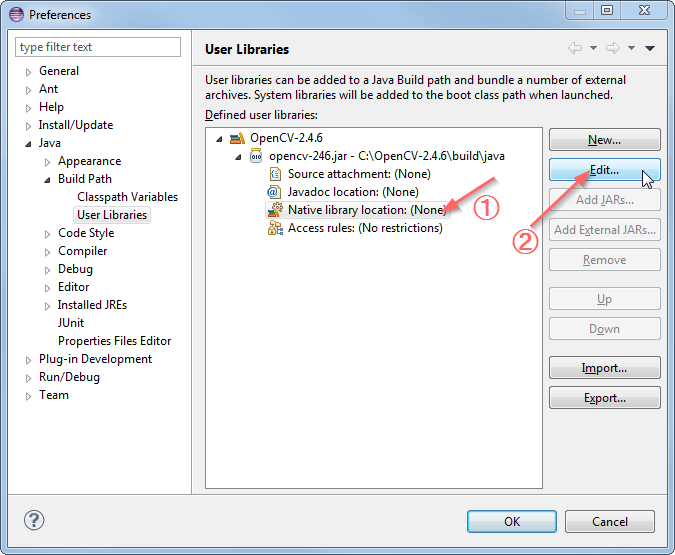 Preferences
type filter text
General
Ant
Help
Install/Update
Java
Appearance
Build Path
Classpath Variables
User Libraries
Code Style
Compiler
Debug
Editor
Installed JREs
JUnit
Properties Files Editor
Plug-in Development
Run/Debug
Team
User Libraries
User libraries can be added to a Java Build path and bundle a number of external
archives. System libraries will be added to the boot class path when launched.
Defined user libraries:
OpenCV-2.4.6
opencv-246.jar - C:\OpenCV-2.4.6\build\java
Source attachment: (None)
Javadoc location: (None)
Native library location: (None)
①
Access rules: (No restrictions)
②
New...
Edit...
Add JARs...
Add External JARs...
Remove
Up
Down
Import...
Export...
?
OK
Cancel